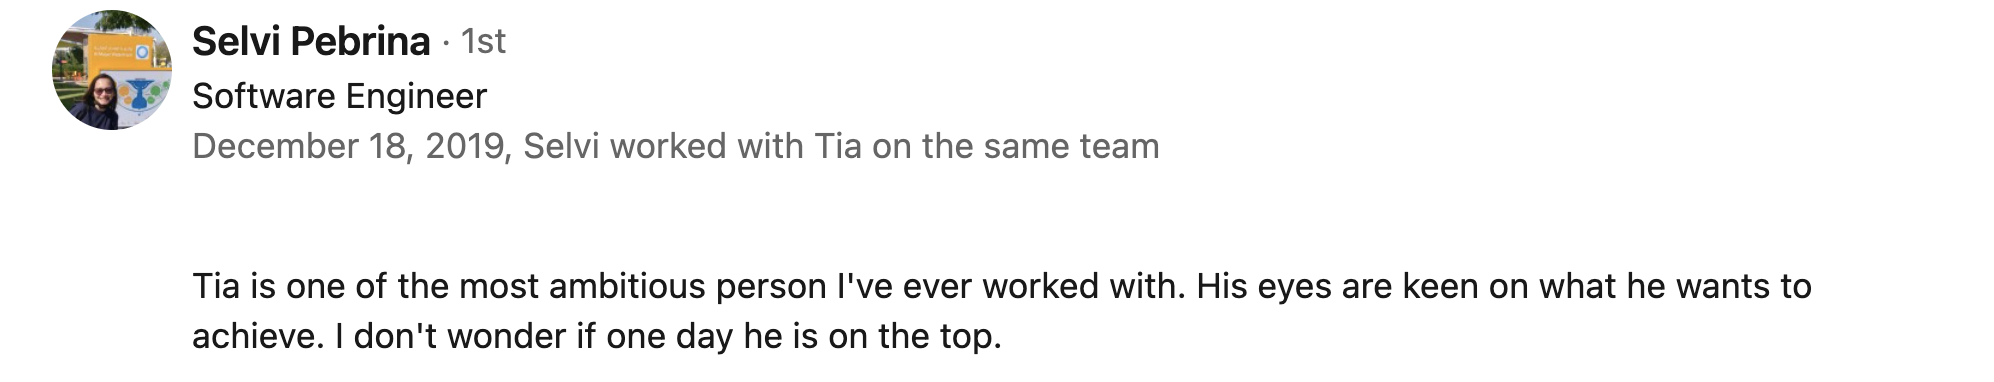 Selvi Pebrina · 1st
Software Engineer
December 18, 2019, Selvi worked with Tia on the same team
Tia is one of the most ambitious person I've ever worked with. His eyes are keen on what he wants to
achieve. I don't wonder if one day he is on the top.